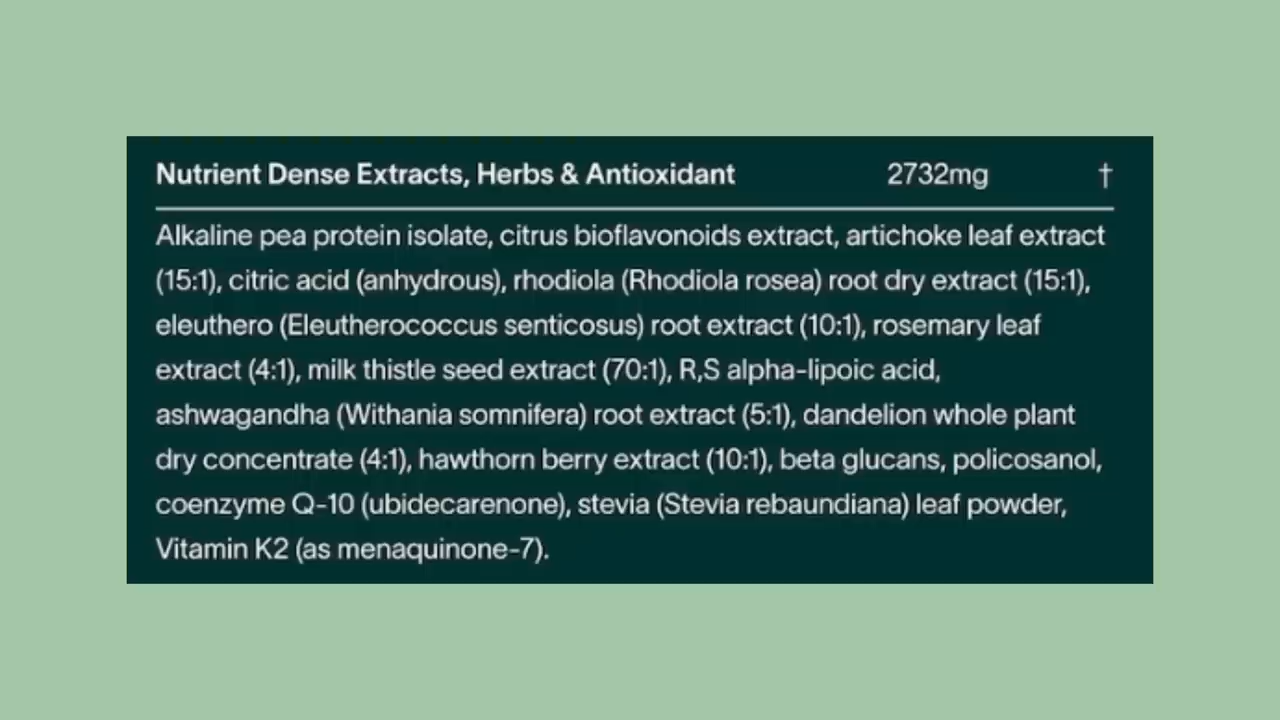 Nutrient Dense Extracts, Herbs & Antioxidant 2732mg †
Alkaline pea protein isolate, citrus bioflavonoids extract, artichoke leaf extract
(15:1), citric acid (anhydrous), rhodiola (Rhodiola rosea) root dry extract (15:1),
eleuthero (Eleutherococcus senticosus) root extract (10:1), rosemary leaf
extract (4:1), milk thistle seed extract (70:1), R,S alpha-lipoic acid,
ashwagandha (Withania somnifera) root extract (5:1), dandelion whole plant
dry concentrate (4:1), hawthorn berry extract (10:1), beta glucans, policosanol,
coenzyme Q-10 (ubidecarenone), stevia (Stevia rebaundiana) leaf powder,
Vitamin K2 (as menaquinone-7).